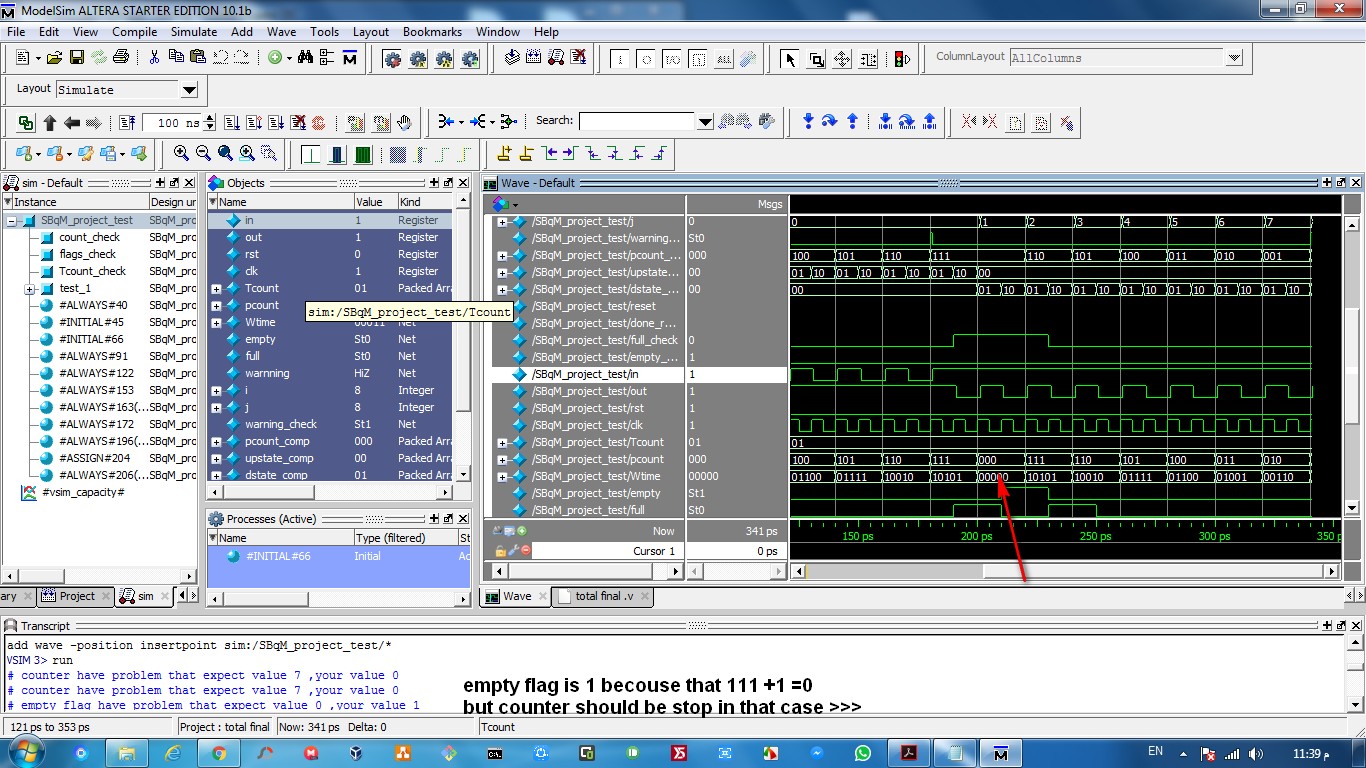 ModelSim ALTERA STARTER EDITION 10.1b
File Edit View Compile Simulate Add Wave Tools Layout Bookmarks Window Help
ColumnLayout AllColumns
Layout Simulate
100 ns Search:
sim - Default
Instance Design un
SBqM_project_test SBqM_pro
count_check SBqM_pro
flags_check SBqM_pro
Tcount_check SBqM_pro
test_1 SBqM_pro
#ALWAYS#40 SBqM_pro
#INITIAL#45 SBqM_pro
#INITIAL#66 SBqM_pro
#ALWAYS#91 SBqM_pro
#ALWAYS#122 SBqM_pro
#ALWAYS#153 SBqM_pro
#ALWAYS#163(... SBqM_pro
#ALWAYS#172 SBqM_pro
#ALWAYS#196(... SBqM_pro
#ASSIGN#204 SBqM_pro
#ALWAYS#206(... SBqM_pro
#vsim_capacity#
ary Project sim
Objects
Name Value Kind
in 1 Register
out 1 Register
rst 0 Register
clk 1 Register
Tcount 01 Packed Arra
pcount
sim:/SBqM_project_test/Tcount
Wtime 00011 Net
empty St0 Net
full St0 Net
warnning HiZ Net
i 8 Integer
j 8 Integer
warning_check St1 Net
pcount_comp 000 Packed Arra
upstate_comp 00 Packed Arra
dstate_comp 01 Packed Arra
Processes (Active)
Name Type (filtered) St
#INITIAL#66 Initial Ac
Wave - Default
Msgs
/SBqM_project_test/j 0 0 1 2 3 4 5 6 7
/SBqM_project_test/warning... St0
/SBqM_project_test/pcount_... 000 100 101 110 111 110 101 100 011 010 001
/SBqM_project_test/upstate... 00 01 10 01 10 01 10 01 10 00
/SBqM_project_test/dstate_... 00 00 01 10 01 10 01 10 01 10 01 10 01 10 01 10
/SBqM_project_test/reset
/SBqM_project_test/done_r...
/SBqM_project_test/full_check 0
/SBqM_project_test/empty_... 1
/SBqM_project_test/in 1
/SBqM_project_test/out 1
/SBqM_project_test/rst 1
/SBqM_project_test/clk 1
/SBqM_project_test/Tcount 01 01
/SBqM_project_test/pcount 000 100 101 110 111 000 111 110 101 100 011 010
/SBqM_project_test/Wtime 00000 01100 01111 10010 10101 00000 10101 10010 01111 01100 01001 00110
/SBqM_project_test/empty St1
/SBqM_project_test/full St0
Now 341 ps 150 ps 200 ps 250 ps 300 ps 350 p
Cursor 1 0 ps
Wave total final .v
Transcript
add wave -position insertpoint sim:/SBqM_project_test/*
VSIM 3> run
# counter have problem that expect value 7 ,your value 0
# counter have problem that expect value 7 ,your value 0
# empty flag have problem that expect value 0 ,your value 1
empty flag is 1 becouse that 111 +1 =0
but counter should be stop in that case >>>
121 ps to 353 ps Project : total final Now: 341 ps Delta: 0 Tcount
EN 11:39 م